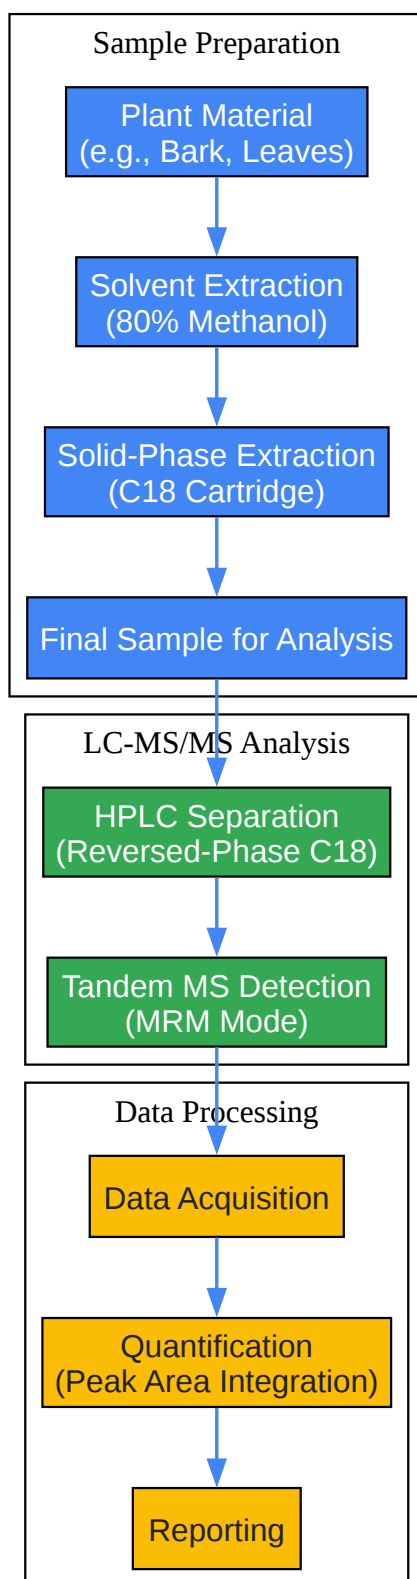 Sample Preparation
Plant Material
(e.g., Bark, Leaves)
Solvent Extraction
(80% Methanol)
Solid-Phase Extraction
(C18 Cartridge)
Final Sample for Analysis
LC-MS/MS Analysis
HPLC Separation
(Reversed-Phase C18)
Tandem MS Detection
(MRM Mode)
Data Processing
Data Acquisition
Quantification
(Peak Area Integration)
Reporting